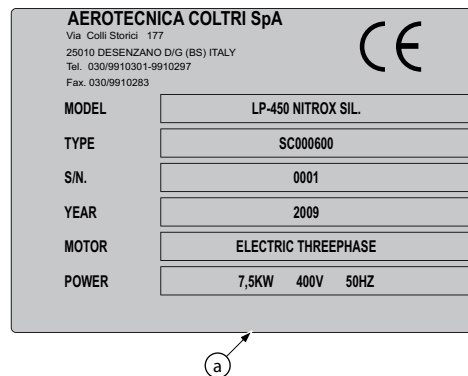 AEROTECNICA COLTRI SpA
Via Colli Storici 177
25010 DESENZANO D/G (BS) ITALY
Tel. 030/9910301-9910297
Fax. 030/9910283
CE
MODEL LP-450 NITROX SIL.
TYPE SC000600
S/N. 0001
YEAR 2009
MOTOR ELECTRIC THREEPHASE
POWER 7,5KW 400V 50HZ
a